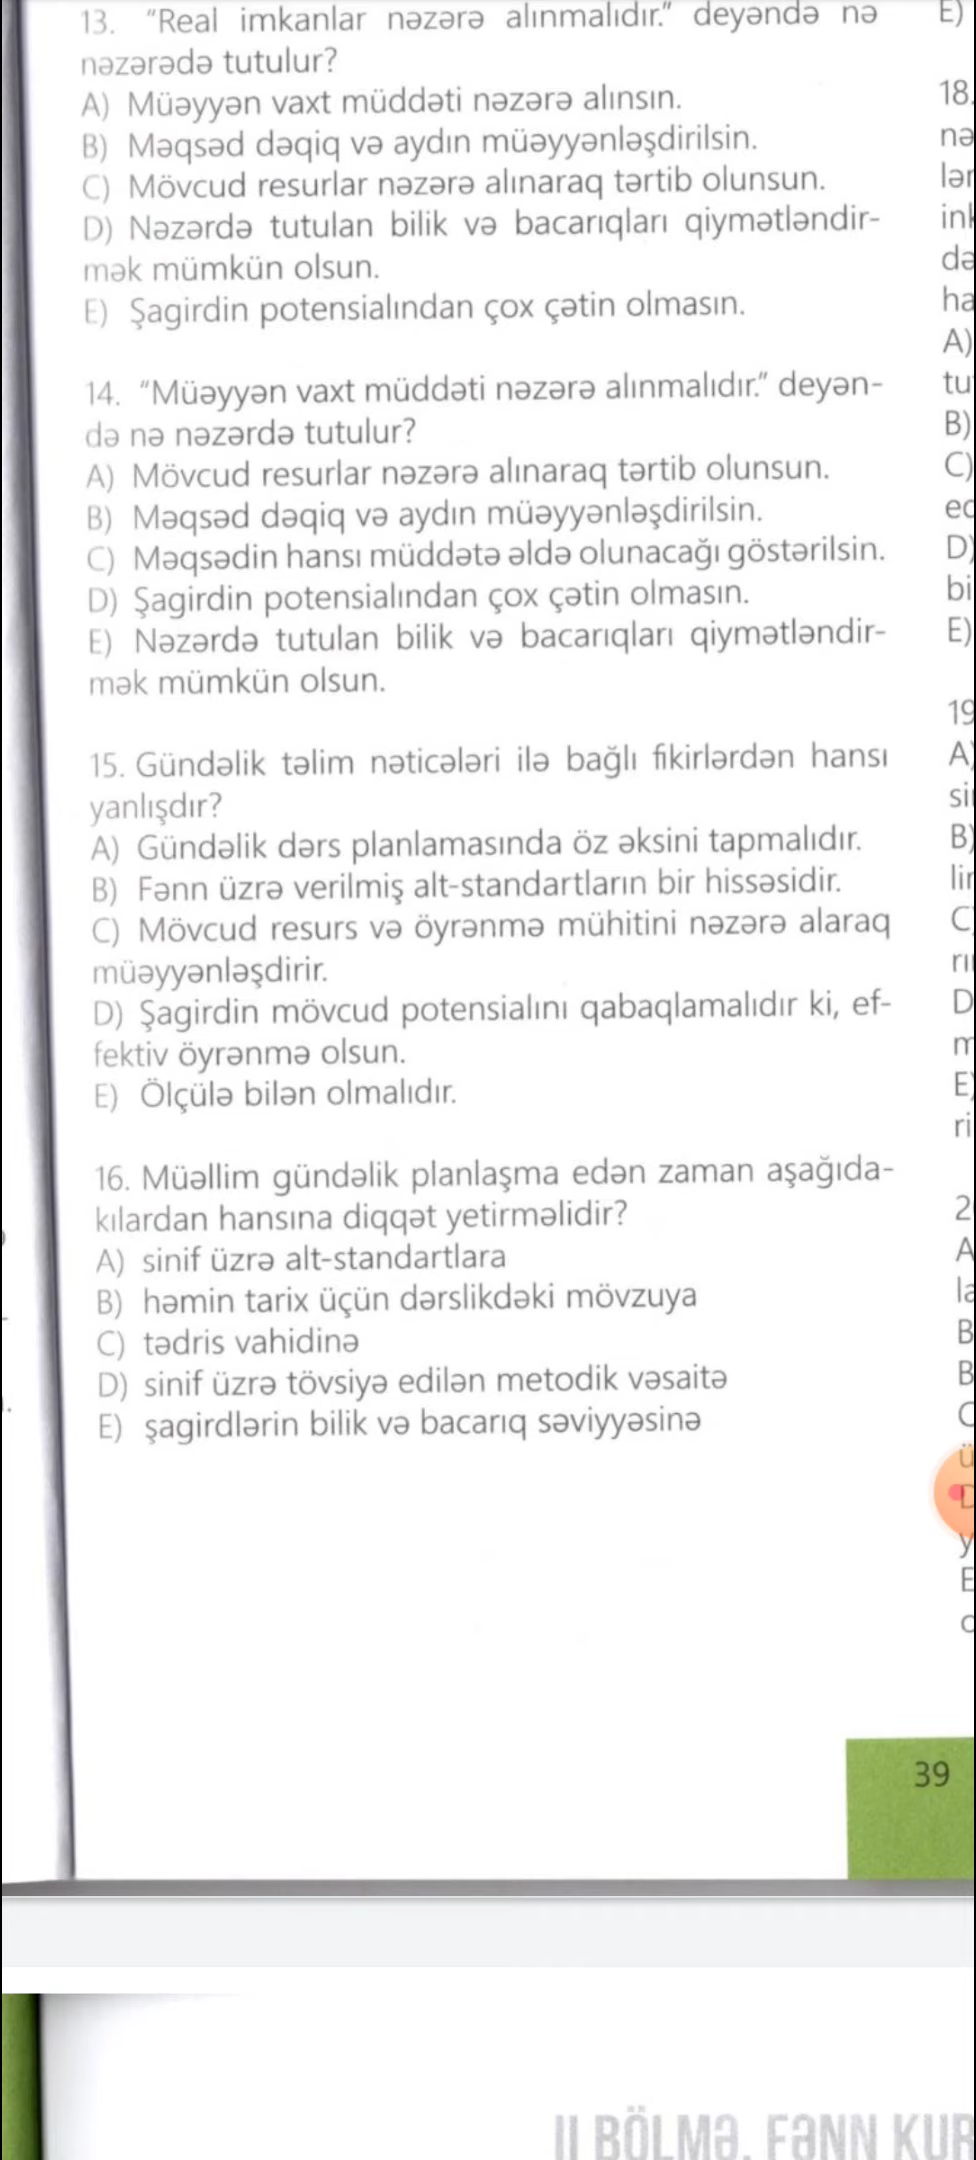 13. “Real imkanlar nəzərə alınmalıdır.” deyəndə nə
nəzərədə tutulur?
A) Müəyyən vaxt müddəti nəzərə alınsın.
B) Məqsəd dəqiq və aydın müəyyənləşdirilsin.
C) Mövcud resurlar nəzərə alınaraq tərtib olunsun.
D) Nəzərdə tutulan bilik və bacarıqları qiymətləndir-
mək mümkün olsun.
E) Şagirdin potensialından çox çətin olmasın.
14. “Müəyyən vaxt müddəti nəzərə alınmalıdır.” deyən-
də nə nəzərdə tutulur?
A) Mövcud resurlar nəzərə alınaraq tərtib olunsun.
B) Məqsəd dəqiq və aydın müəyyənləşdirilsin.
C) Məqsədin hansı müddətə əldə olunacağı göstərilsin.
D) Şagirdin potensialından çox çətin olmasın.
E) Nəzərdə tutulan bilik və bacarıqları qiymətləndir-
mək mümkün olsun.
15. Gündəlik təlim nəticələri ilə bağlı fikirlərdən hansı
yanlışdır?
A) Gündəlik dərs planlamasında öz əksini tapmalıdır.
B) Fənn üzrə verilmiş alt-standartların bir hissəsidir.
C) Mövcud resurs və öyrənmə mühitini nəzərə alaraq
müəyyənləşdirir.
D) Şagirdin mövcud potensialını qabaqlamalıdır ki, ef-
fektiv öyrənmə olsun.
E) Ölçülə bilən olmalıdır.
16. Müəllim gündəlik planlaşma edən zaman aşağıda-
kılardan hansına diqqət yetirməlidir?
A) sinif üzrə alt-standartlara
B) həmin tarix üçün dərslikdəki mövzuya
C) tədris vahidinə
D) sinif üzrə tövsiyə edilən metodik vəsaitə
E) şagirdlərin bilik və bacarıq səviyyəsinə
E)
18.
A)
B)
C)
D)
E)
39
II BÖLMƏ. FƏNN KUR